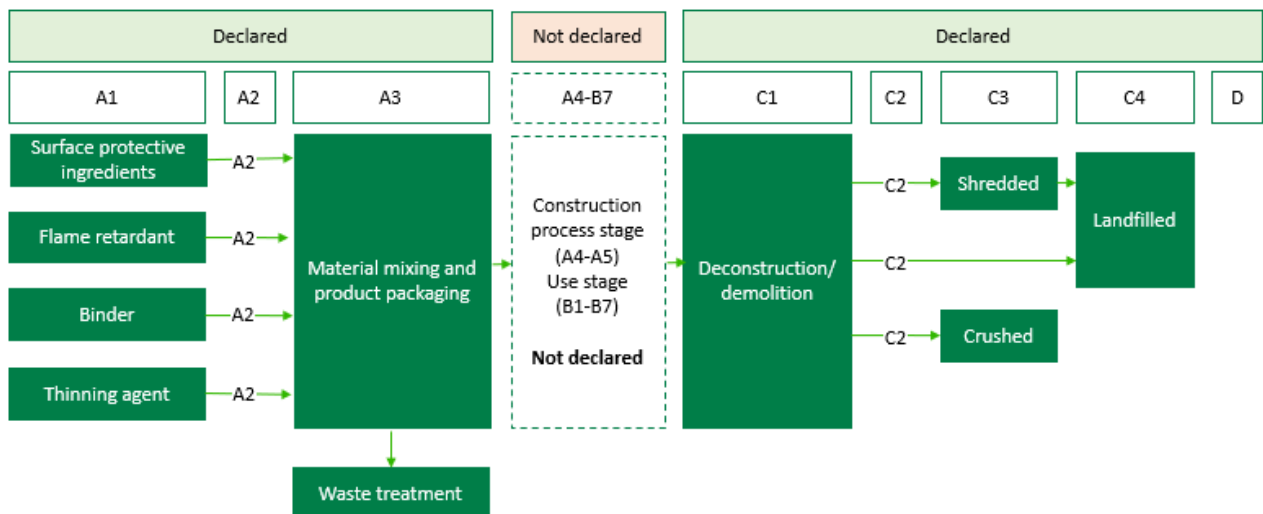 Declared
Not declared
Declared
A1
A2
A3
A4-B7
C1
C2
C3
C4
D
Surface protective
ingredients
A2
Flame retardant
A2
Binder
A2
Thinning agent
A2
Material mixing and
product packaging
Waste treatment
Construction
process stage
(A4-A5)
Use stage
(B1-B7)
Not declared
Deconstruction/
demolition
C2
Shredded
C2
Landfilled
C2
Crushed